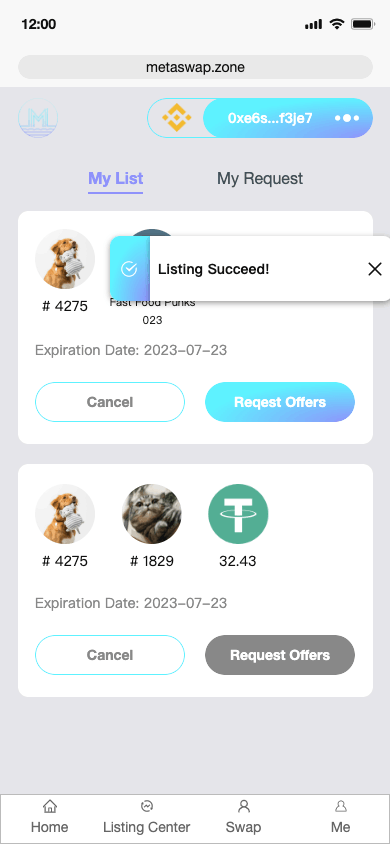 12:00
metaswap.zone
0xe6s...f3je7
My List
My Request
Listing Succeed!
# 4275
Fast Food Punks
023
Expiration Date: 2023-07-23
Cancel
Reqest Offers
# 4275
# 1829
32.43
Expiration Date: 2023-07-23
Cancel
Request Offers
Home
Listing Center
Swap
Me